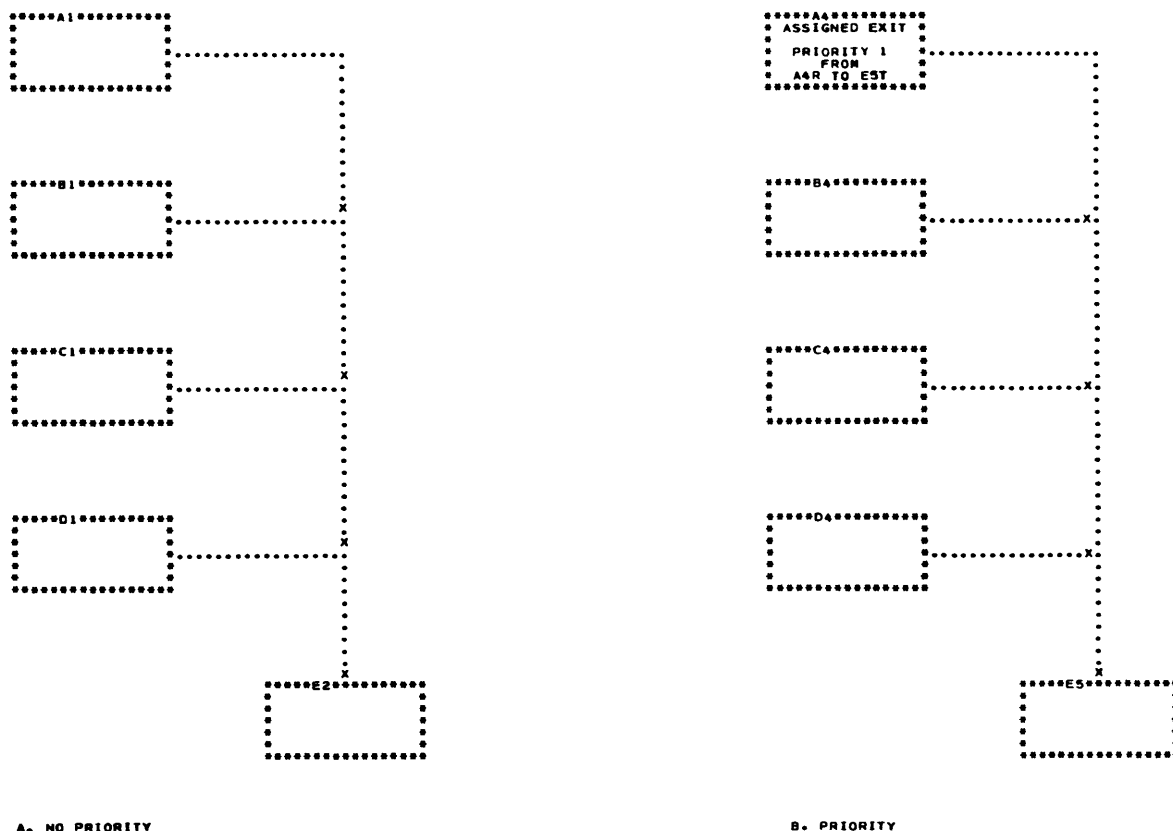 A1
A4
ASSIGNED EXIT
PRIORITY 1
FROM
A4R TO E5T
B1
B4
C1
C4
D1
D4
E2
E5
A. NO PRIORITY
B. PRIORITY